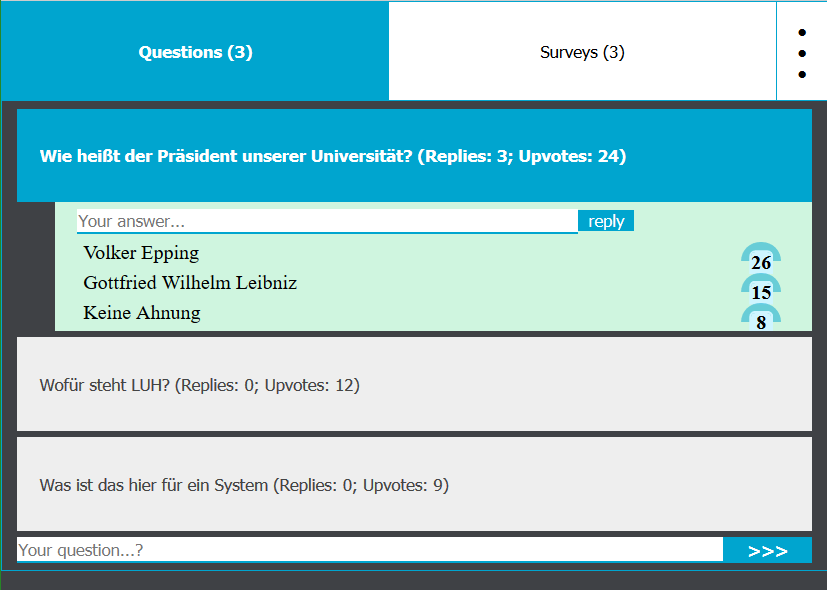 Questions (3)
Surveys (3)
Wie heißt der Präsident unserer Universität? (Replies: 3; Upvotes: 24)
Your answer...
reply
Volker Epping
26
Gottfried Wilhelm Leibniz
15
Keine Ahnung
8
Wofür steht LUH? (Replies: 0; Upvotes: 12)
Was ist das hier für ein System (Replies: 0; Upvotes: 9)
Your question...?
>>>